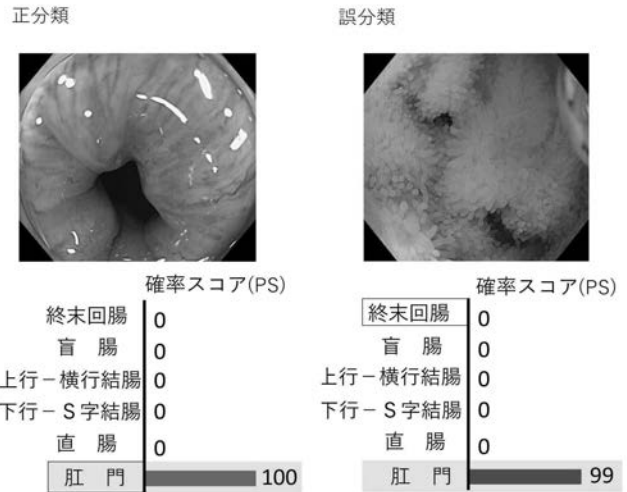 正分類
誤分類
確率スコア(PS)
終末回腸 0
盲 腸 0
上行－横行結腸 0
下行－S字結腸 0
直 腸 0
肛 門 100
確率スコア(PS)
終末回腸 0
盲 腸 0
上行－横行結腸 0
下行－S字結腸 0
直 腸 0
肛 門 99